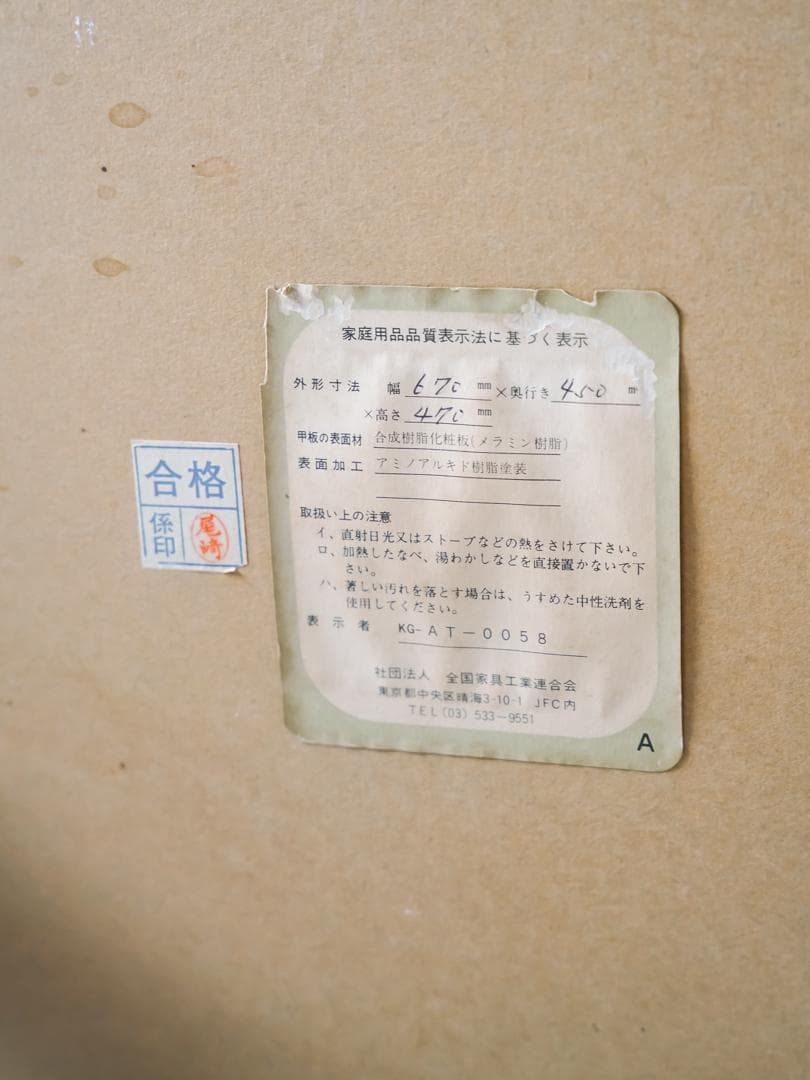 家庭用品品質表示法に基づく表示
外形寸法 幅 670 mm ×奥行き 450 m
×高さ 470 mm
甲板の表面材 合成樹脂化粧板(メラミン樹脂)
表面加工 アミノアルキド樹脂塗装
取扱い上の注意
イ、直射日光又はストーブなどの熱をさけて下さい。
ロ、加熱したなべ、湯わかしなどを直接置かないで下
さい。
ハ、著しい汚れを落とす場合は、うすめた中性洗剤を
使用してください。
表示者 KG-AT-0058
社団法人 全国家具工業連合会
東京都中央区晴海3-10-1 JFC内
TEL(03)533-9551
A
合格
係印
尾崎